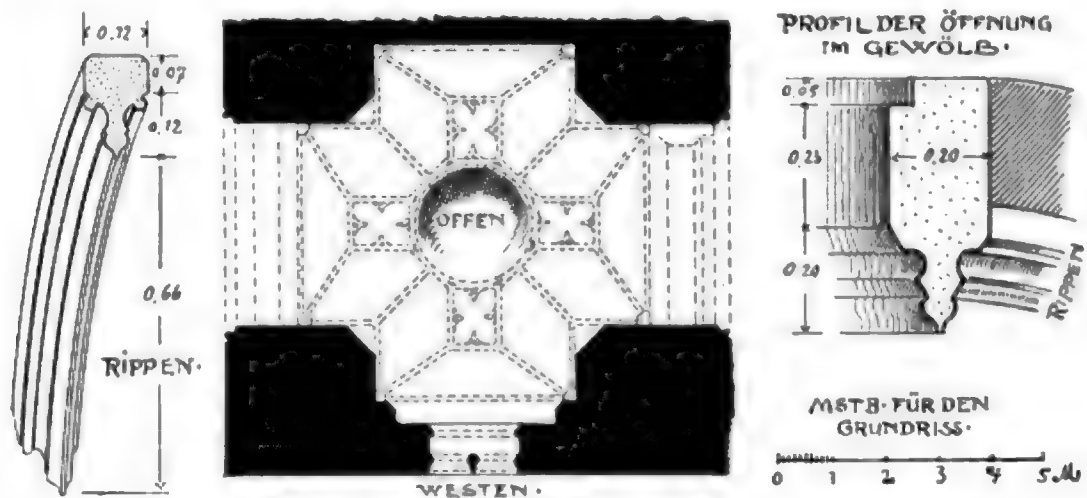 0,22
0,07
0,12
0,66
RIPPEN·
OFFEN
WESTEN·
PROFIL DER ÖFFNUNG
IM GEWÖLB·
0,05
0,25
0,20
0,20
RIPPEN
MSTB· FÜR DEN
GRUNDRISS·
0 1 2 3 4 5 M